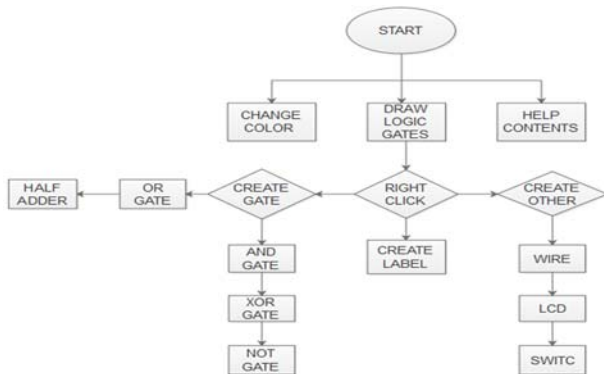 START
CHANGE
COLOR
DRAW
LOGIC
GATES
HELP
CONTENTS
HALF
ADDER
OR
GATE
CREATE
GATE
RIGHT
CLICK
CREATE
OTHER
AND
GATE
CREATE
LABEL
WIRE
XOR
GATE
LCD
NOT
GATE
SWITC